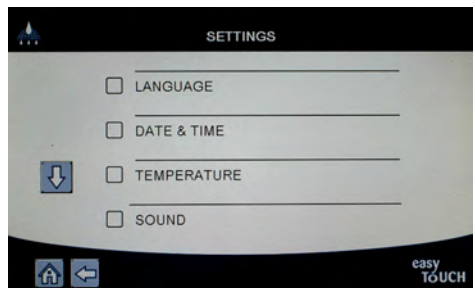 SETTINGS
LANGUAGE
DATE & TIME
TEMPERATURE
SOUND
easy
TOUCH